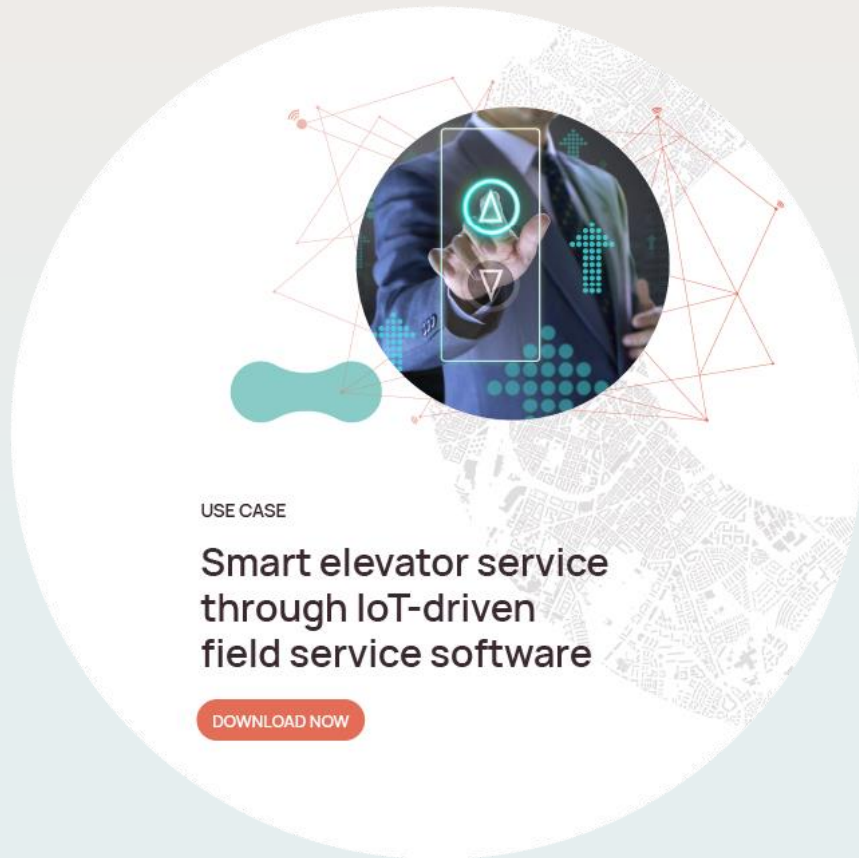 USE CASE
Smart elevator service
through IoT-driven
field service software
DOWNLOAD NOW